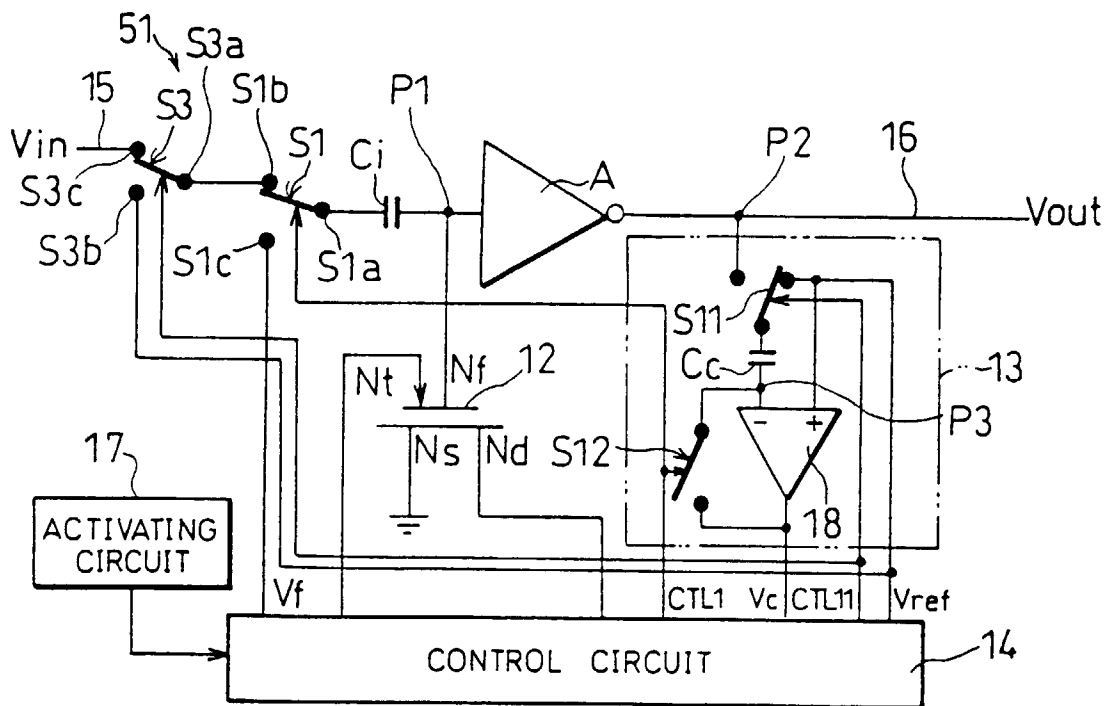 51
S3a
15
S3
S1b
P1
S1
Ci
A
P2
16
Vin
Vout
S3c
S3b
S1c
S1a
S11
Cc
13
P3
Nt
Nf
12
Ns
Nd
S12
- +
18
17
ACTIVATING
CIRCUIT
Vf
CTL1
Vc
CTL11
Vref
CONTROL CIRCUIT
14